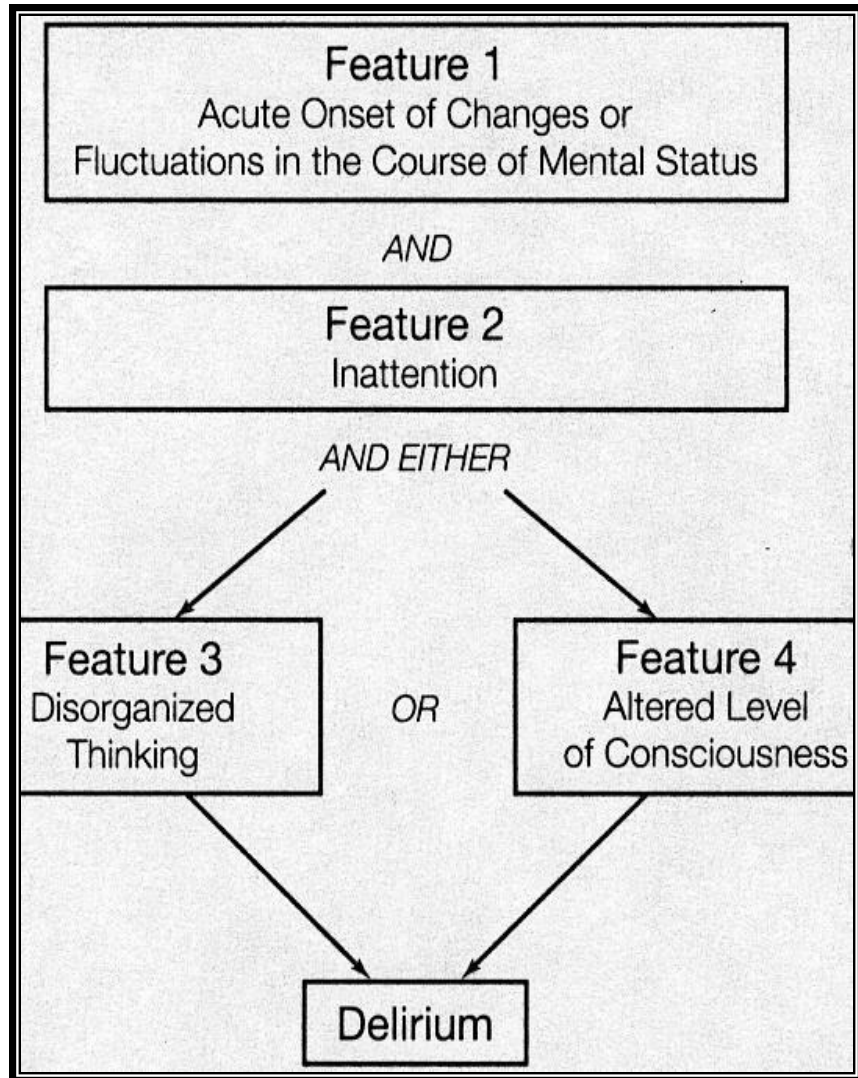 Feature 1
Acute Onset of Changes or
Fluctuations in the Course of Mental Status
AND
Feature 2
Inattention
AND EITHER
Feature 3
Disorganized
Thinking
OR
Feature 4
Altered Level
of Consciousness
Delirium